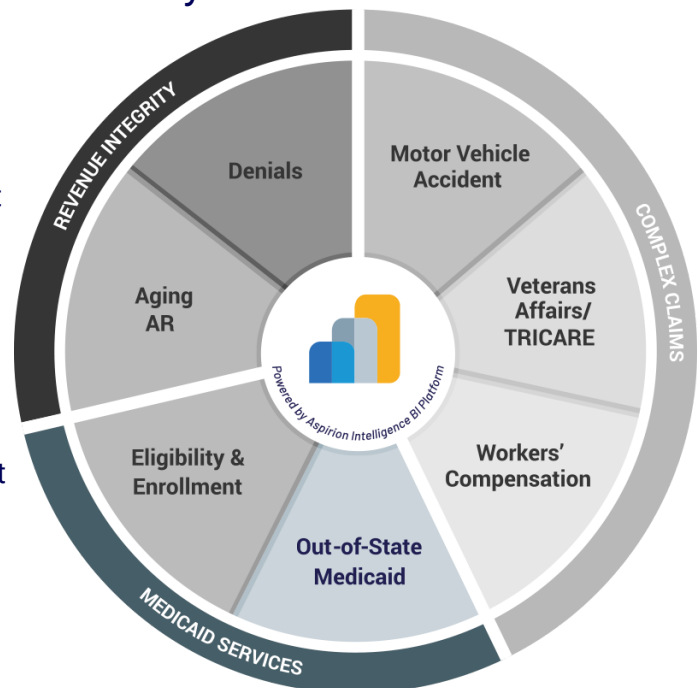 REVENUE INTEGRITY
Denials
Aging
AR
COMPLEX CLAIMS
Motor Vehicle
Accident
Veterans
Affairs/
TRICARE
Workers'
Compensation
MEDICAID SERVICES
Eligibility &
Enrollment
Out-of-State
Medicaid
Powered by Aspirion Intelligence BI Platform